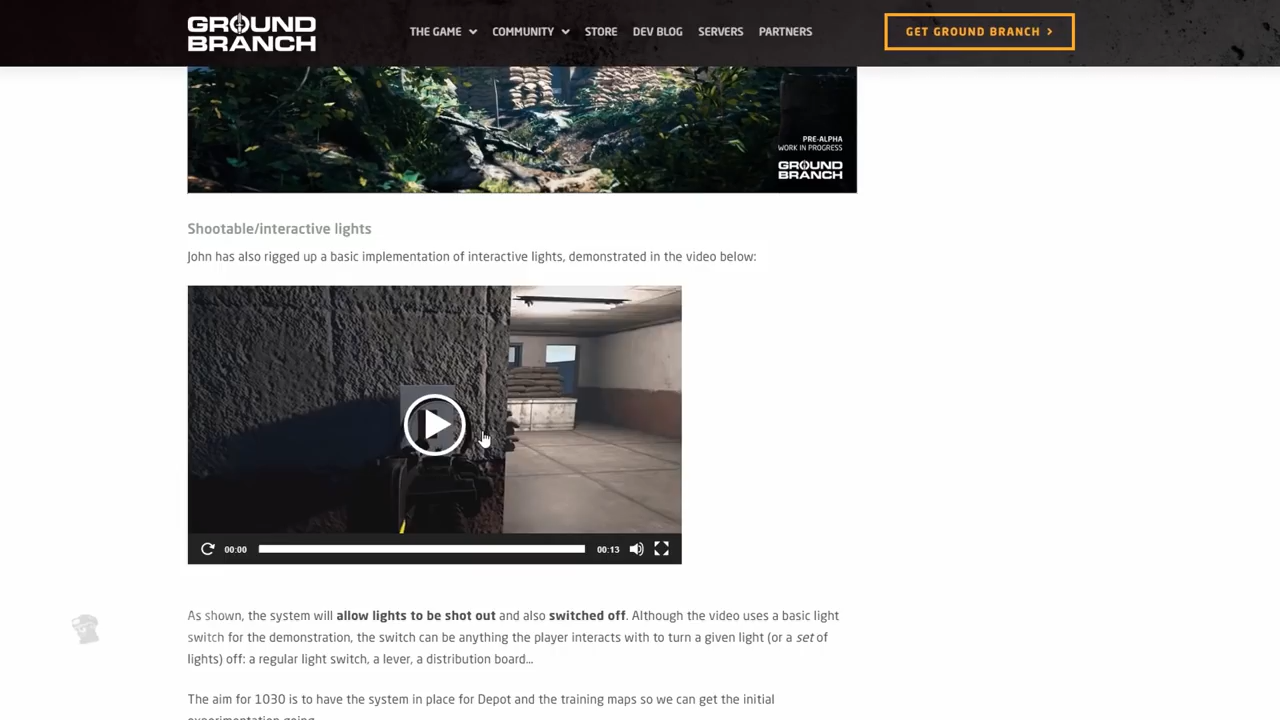 GROUND
BRANCH
THE GAME
COMMUNITY
STORE
DEV BLOG
SERVERS
PARTNERS
GET GROUND BRANCH >
PRE-ALPHA
WORK IN PROGRESS
GROUND
BRANCH
Shootable/interactive lights
John has also rigged up a basic implementation of interactive lights, demonstrated in the video below:
00:00
00:13
As shown, the system will allow lights to be shot out and also switched off. Although the video uses a basic light
switch for the demonstration, the switch can be anything the player interacts with to turn a given light (or a set of
lights) off: a regular light switch, a lever, a distribution board…
The aim for 1030 is to have the system in place for Depot and the training maps so we can get the initial
experimentation going